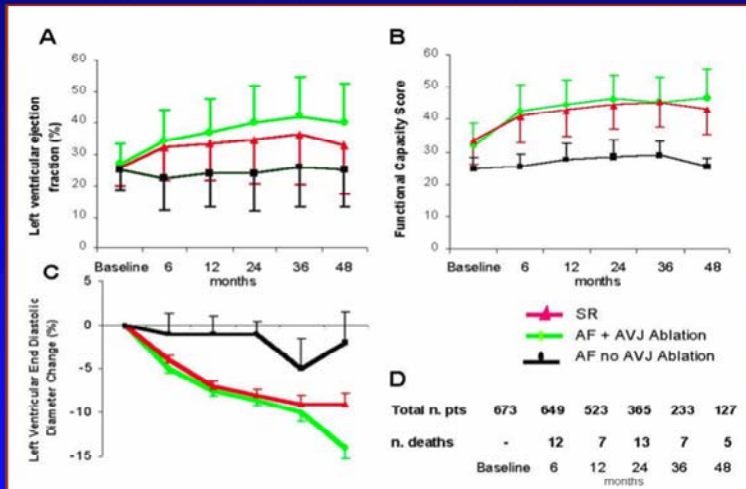 A
60
50
40
30
20
10
0
Left ventricular ejection
fraction (%)
Baseline 6 12 24 36 48
months
B
60
50
40
30
20
10
0
Functional Capacity Score
Baseline 6 12 24 36 48
months
C
5
0
-5
-10
-15
Left Ventricular End Diastolic
Diameter Change (%)
SR
AF + AVJ Ablation
AF no AVJ Ablation
D
Total n. pts 673 649 523 365 233 127
n. deaths - 12 7 13 7 5
Baseline 6 12 24 36 48
months